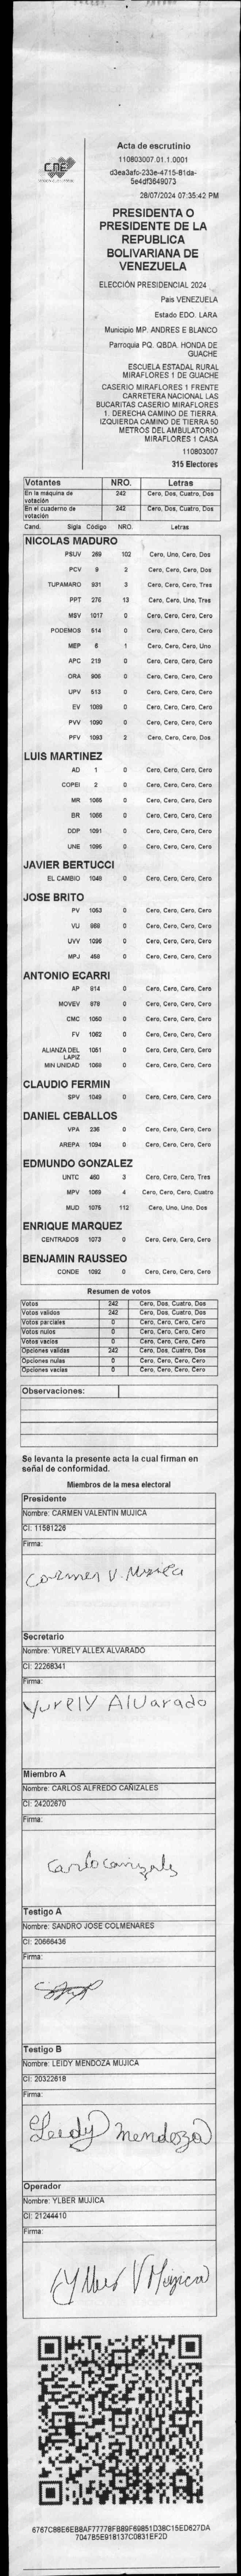 CNE
Acta de escrutinio
110803007.01.1.0001
d3ea3afc-233e-4715-81da-
5e4df3649073
28/07/2024 07:35:42 PM
PRESIDENTA O
PRESIDENTE DE LA
REPUBLICA
BOLIVARIANA DE
VENEZUELA
ELECCIÓN PRESIDENCIAL 2024
Pais VENEZUELA
Estado EDO. LARA
Municipio MP. ANDRES E BLANCO
Parroquia PQ. QBDA. HONDA DE
GUACHE
ESCUELA ESTADAL RURAL
MIRAFLORES 1 DE GUACHE
CASERIO MIRAFLORES 1 FRENTE
CARRETERA NACIONAL LAS
BUCARITAS CASERIO MIRAFLORES
1. DERECHA CAMINO DE TIERRA
IZQUIERDA CAMINO DE TIERRA 50
METROS DEL AMBULATORIO
MIRAFLORES 1 CASA
110803007
315 Electores
Votantes NRO. Letras
En la máquina de votación 242 Cero, Dos, Cuatro, Dos
En el cuaderno de votación 242 Cero, Dos, Cuatro, Dos
Cand. Sigla Código NRO. Letras
NICOLAS MADURO
PSUV 269 102 Cero, Uno, Cero, Dos
PCV 9 2 Cero, Cero, Cero, Dos
TUPAMARO 931 3 Cero, Cero, Cero, Tres
PPT 276 13 Cero, Cero, Uno, Tres
MSV 1017 0 Cero, Cero, Cero, Cero
PODEMOS 514 0 Cero, Cero, Cero, Cero
MEP 6 1 Cero, Cero, Cero, Uno
APC 219 0 Cero, Cero, Cero, Cero
ORA 906 0 Cero, Cero, Cero, Cero
UPV 513 0 Cero, Cero, Cero, Cero
EV 1089 0 Cero, Cero, Cero, Cero
PVV 1090 0 Cero, Cero, Cero, Cero
PFV 1093 2 Cero, Cero, Cero, Dos
LUIS MARTINEZ
AD 1 0 Cero, Cero, Cero, Cero
COPEI 2 0 Cero, Cero, Cero, Cero
MR 1065 0 Cero, Cero, Cero, Cero
BR 1066 0 Cero, Cero, Cero, Cero
DDP 1091 0 Cero, Cero, Cero, Cero
UNE 1095 0 Cero, Cero, Cero, Cero
JAVIER BERTUCCI
EL CAMBIO 1048 0 Cero, Cero, Cero, Cero
JOSE BRITO
PV 1053 0 Cero, Cero, Cero, Cero
VU 868 0 Cero, Cero, Cero, Cero
UVV 1096 0 Cero, Cero, Cero, Cero
MPJ 458 0 Cero, Cero, Cero, Cero
ANTONIO ECARRI
AP 814 0 Cero, Cero, Cero, Cero
MOVEV 978 0 Cero, Cero, Cero, Cero
CMC 1050 0 Cero, Cero, Cero, Cero
FV 1062 0 Cero, Cero, Cero, Cero
ALIANZA DEL LAPIZ 1051 0 Cero, Cero, Cero, Cero
MIN UNIDAD 1068 0 Cero, Cero, Cero, Cero
CLAUDIO FERMIN
SPV 1049 0 Cero, Cero, Cero, Cero
DANIEL CEBALLOS
VPA 236 0 Cero, Cero, Cero, Cero
AREPA 1094 0 Cero, Cero, Cero, Cero
EDMUNDO GONZALEZ
UNTC 460 3 Cero, Cero, Cero, Tres
MPV 1069 4 Cero, Cero, Cero, Cuatro
MUD 1075 112 Cero, Uno, Uno, Dos
ENRIQUE MARQUEZ
CENTRADOS 1073 0 Cero, Cero, Cero, Cero
BENJAMIN RAUSSEO
CONDE 1092 0 Cero, Cero, Cero, Cero
Resumen de votos
Votos 242 Cero, Dos, Cuatro, Dos
Votos validos 242 Cero, Dos, Cuatro, Dos
Votos parciales 0 Cero, Cero, Cero, Cero
Votos nulos 0 Cero, Cero, Cero, Cero
Votos vacios 0 Cero, Cero, Cero, Cero
Opciones validas 242 Cero, Dos, Cuatro, Dos
Opciones nulas 0 Cero, Cero, Cero, Cero
Opciones vacias 0 Cero, Cero, Cero, Cero
Observaciones:
Se levanta la presente acta la cual firman en
señal de conformidad.
Miembros de la mesa electoral
Presidente
Nombre: CARMEN VALENTIN MUJICA
CI: 11581226
Firma:
Carmen V. Mujica
Secretario
Nombre: YURELY ALLEX ALVARADO
CI: 22268341
Firma:
Yurely Alvarado
Miembro A
Nombre: CARLOS ALFREDO CAÑIZALES
CI: 24202670
Firma:
Carlo canizales
Testigo A
Nombre: SANDRO JOSE COLMENARES
CI: 20666436
Firma:
Testigo B
Nombre: LEIDY MENDOZA MUJICA
CI: 20322618
Firma:
Leidy mendoza
Operador
Nombre: YLBER MUJICA
CI: 21244410
Firma:
Ylber V Mujica
6767C88E6EB8AF77778FB89F69851D38C15ED627DA
7047B5E918137C0831EF2D